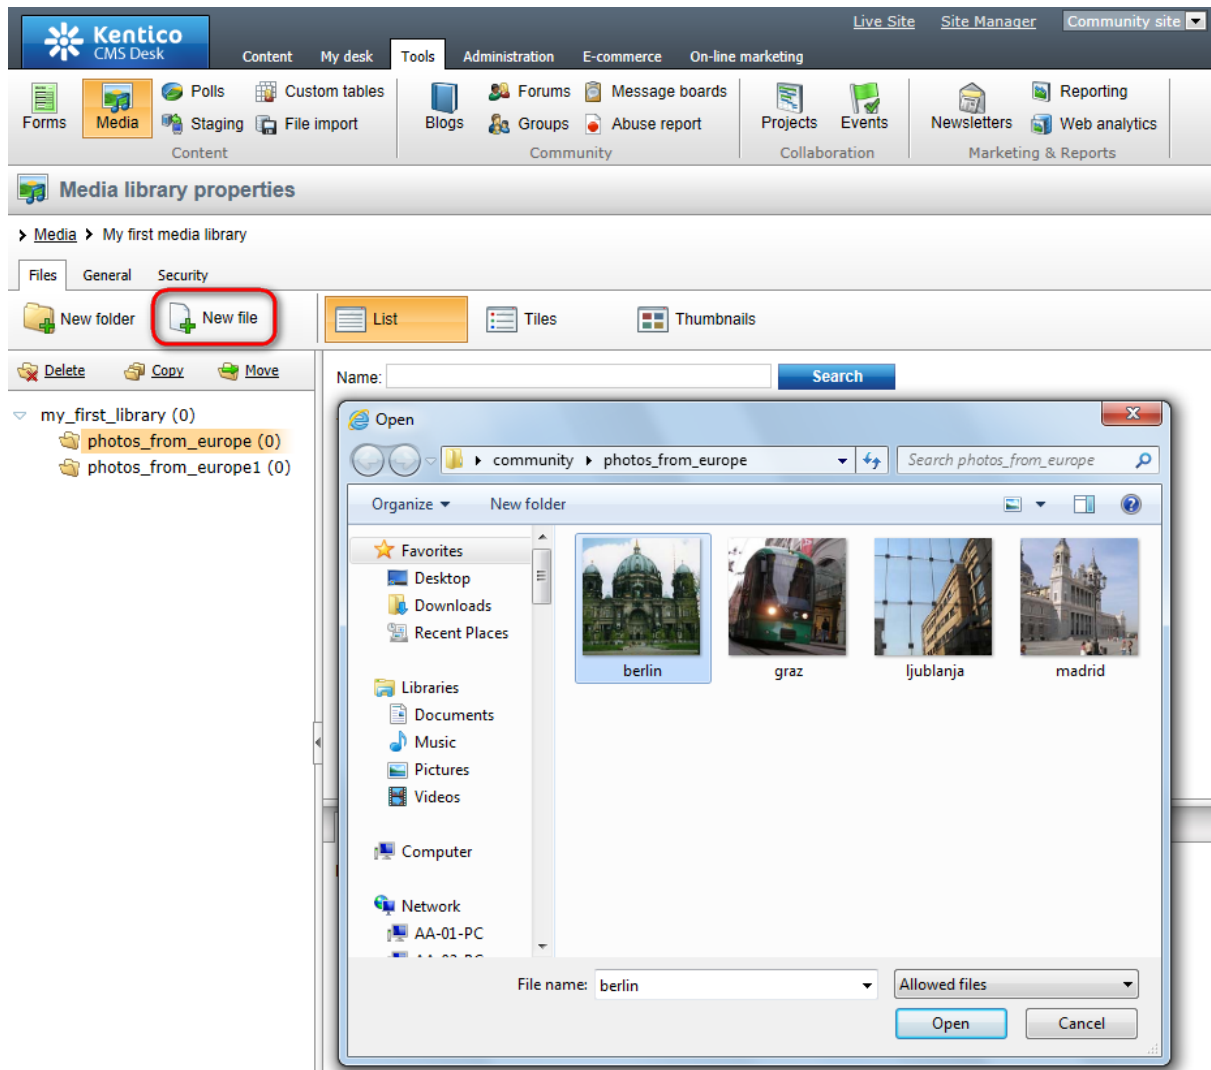 Live Site Site Manager Community site
Kentico
CMS Desk
Content My desk Tools Administration E-commerce On-line marketing
Polls Custom tables Forums Message boards Reporting
Forms Media Staging File import Blogs Groups Abuse report Projects Events Newsletters Web analytics
Content Community Collaboration Marketing & Reports
Media library properties
Media My first media library
Files General Security
New folder New file List Tiles Thumbnails
Delete Copy Move
Name: Search
my_first_library (0)
photos_from_europe (0)
photos_from_europe1 (0)
Open x
community photos_from_europe Search photos_from_europe
Organize New folder
Favorites
Desktop
Downloads
Recent Places
Libraries
Documents
Music
Pictures
Videos
Computer
Network
AA-01-PC
berlin graz ljublanja madrid
File name: berlin Allowed files
Open Cancel